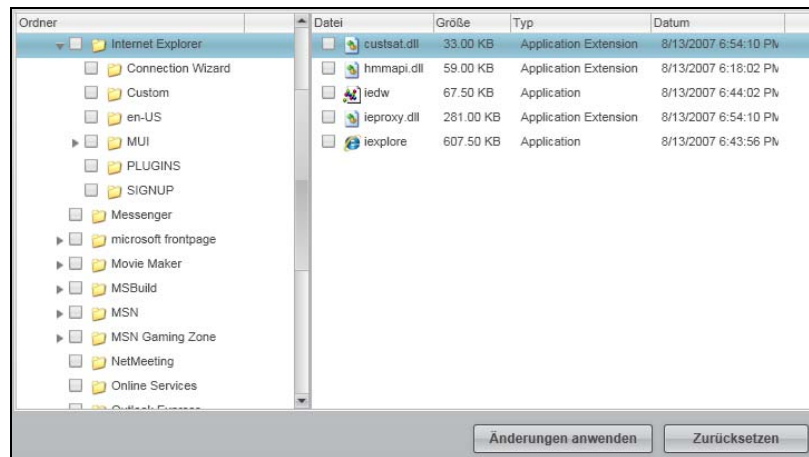 Ordner
Internet Explorer
Connection Wizard
Custom
en-US
MUI
PLUGINS
SIGNUP
Messenger
microsoft frontpage
Movie Maker
MSBuild
MSN
MSN Gaming Zone
NetMeeting
Online Services
Outlook Express
Datei Größe Typ Datum
custsat.dll 33.00 KB Application Extension 8/13/2007 6:54:10 PM
hmmapi.dll 59.00 KB Application Extension 8/13/2007 6:18:02 PM
iedw 67.50 KB Application 8/13/2007 6:44:02 PM
ieproxy.dll 281.00 KB Application Extension 8/13/2007 6:54:10 PM
iexplore 607.50 KB Application 8/13/2007 6:43:56 PM
Änderungen anwenden Zurücksetzen